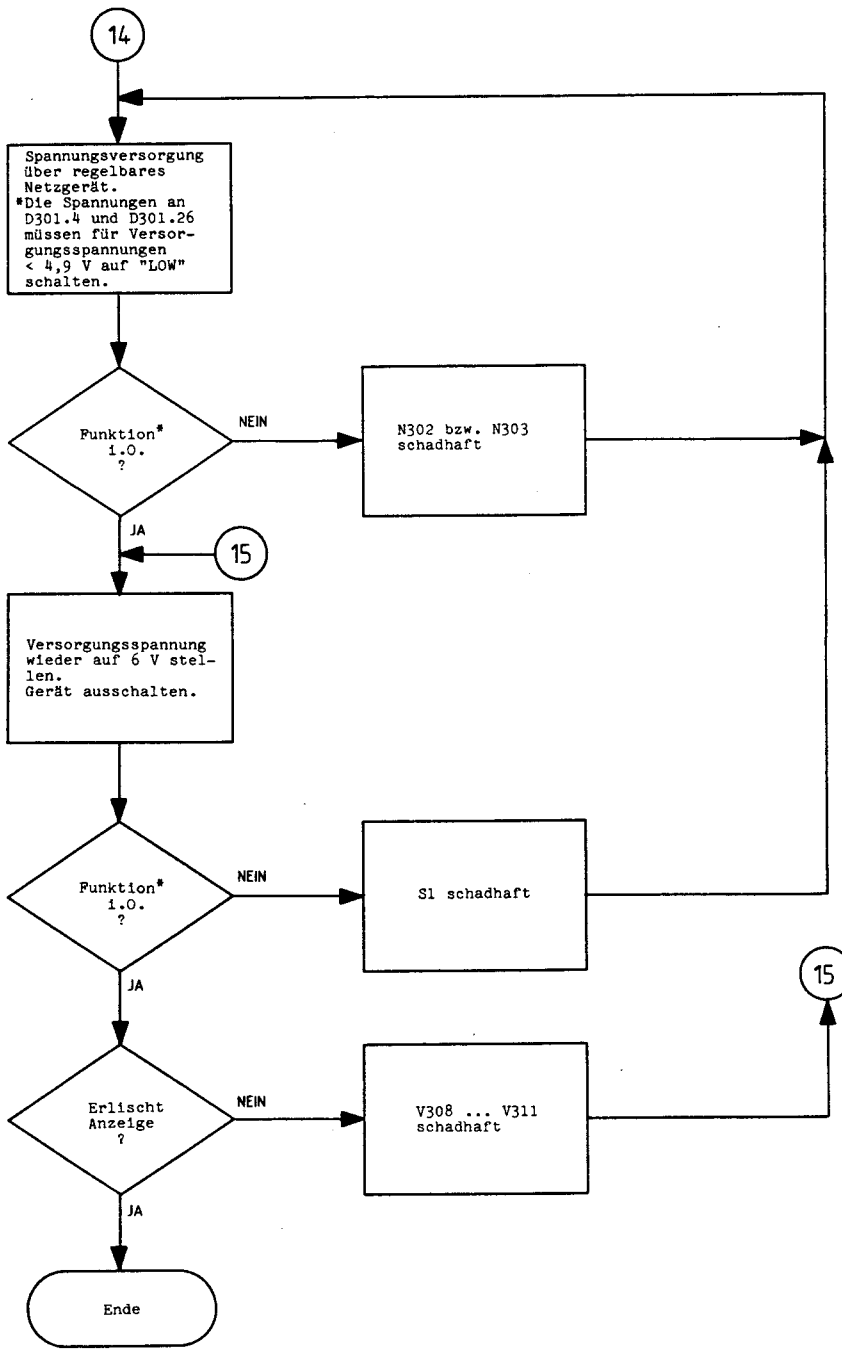 14
Spannungsversorgung
über regelbares
Netzgerät.
*Die Spannungen an
D301.4 und D301.26
müssen für Versor-
gungsspannungen
< 4,9 V auf "LOW"
schalten.
Funktion*
i.O.
?
NEIN
N302 bzw. N303
schadhaft
JA
15
Versorgungsspannung
wieder auf 6 V stel-
len.
Gerät ausschalten.
Funktion*
i.O.
?
NEIN
S1 schadhaft
JA
15
Erlischt
Anzeige
?
NEIN
V308 ... V311
schadhaft
JA
Ende